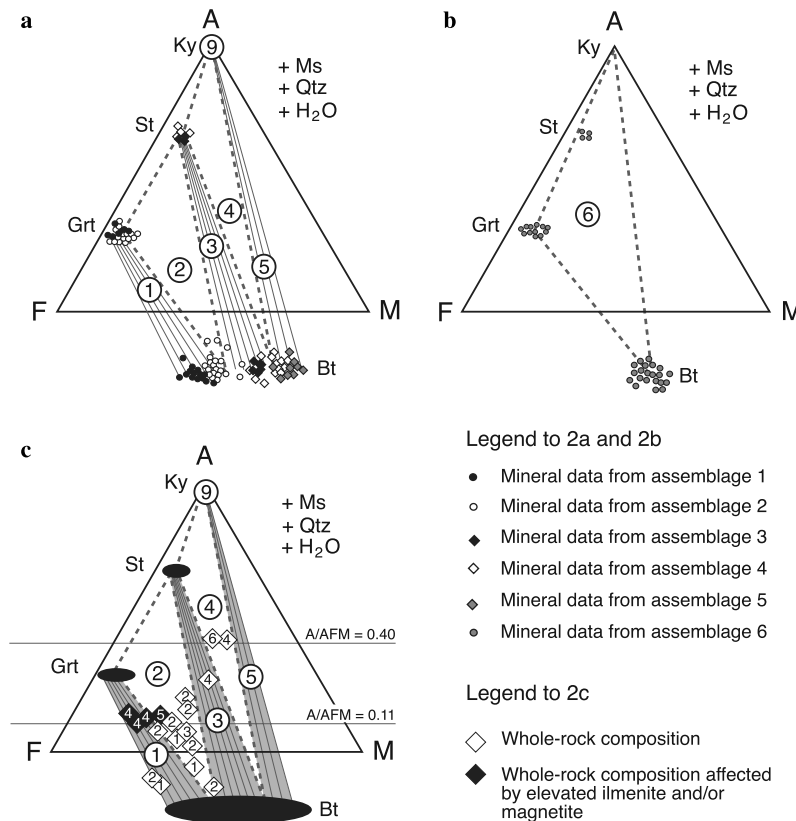 a
A
Ky 9
+ Ms
+ Qtz
+ H2O
St
4
Grt
3
5
2
1
F
M
Bt
b
A
Ky
+ Ms
+ Qtz
+ H2O
St
6
Grt
F
M
Bt
c
A
Ky 9
+ Ms
+ Qtz
+ H2O
St
4
6 4
A/AFM = 0.40
Grt
2
4
5
2
4 4 5
4
2
2
A/AFM = 0.11
3
2
2 3
1
2
F
1
M
1
2
1
2
Bt
Legend to 2a and 2b
Mineral data from assemblage 1
Mineral data from assemblage 2
Mineral data from assemblage 3
Mineral data from assemblage 4
Mineral data from assemblage 5
Mineral data from assemblage 6
Legend to 2c
Whole-rock composition
Whole-rock composition affected
by elevated ilmenite and/or
magnetite